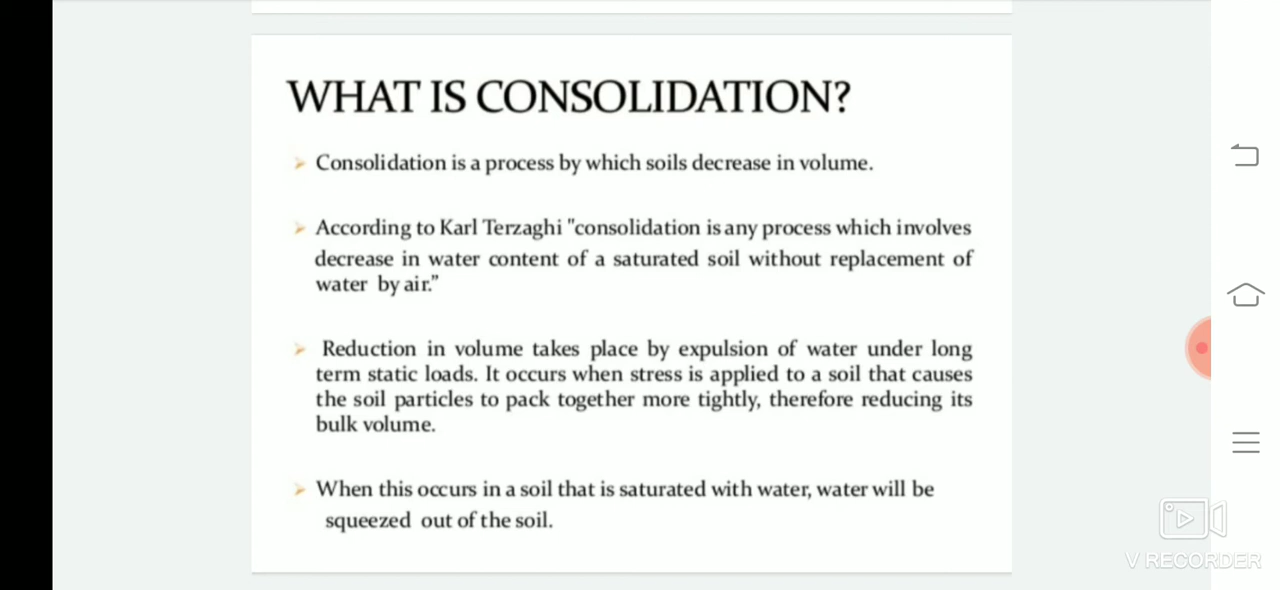 WHAT IS CONSOLIDATION?
Consolidation is a process by which soils decrease in volume.
According to Karl Terzaghi "consolidation is any process which involves
decrease in water content of a saturated soil without replacement of
water by air.”
Reduction in volume takes place by expulsion of water under long
term static loads. It occurs when stress is applied to a soil that causes
the soil particles to pack together more tightly, therefore reducing its
bulk volume.
When this occurs in a soil that is saturated with water, water will be
squeezed out of the soil.
V RECORDER